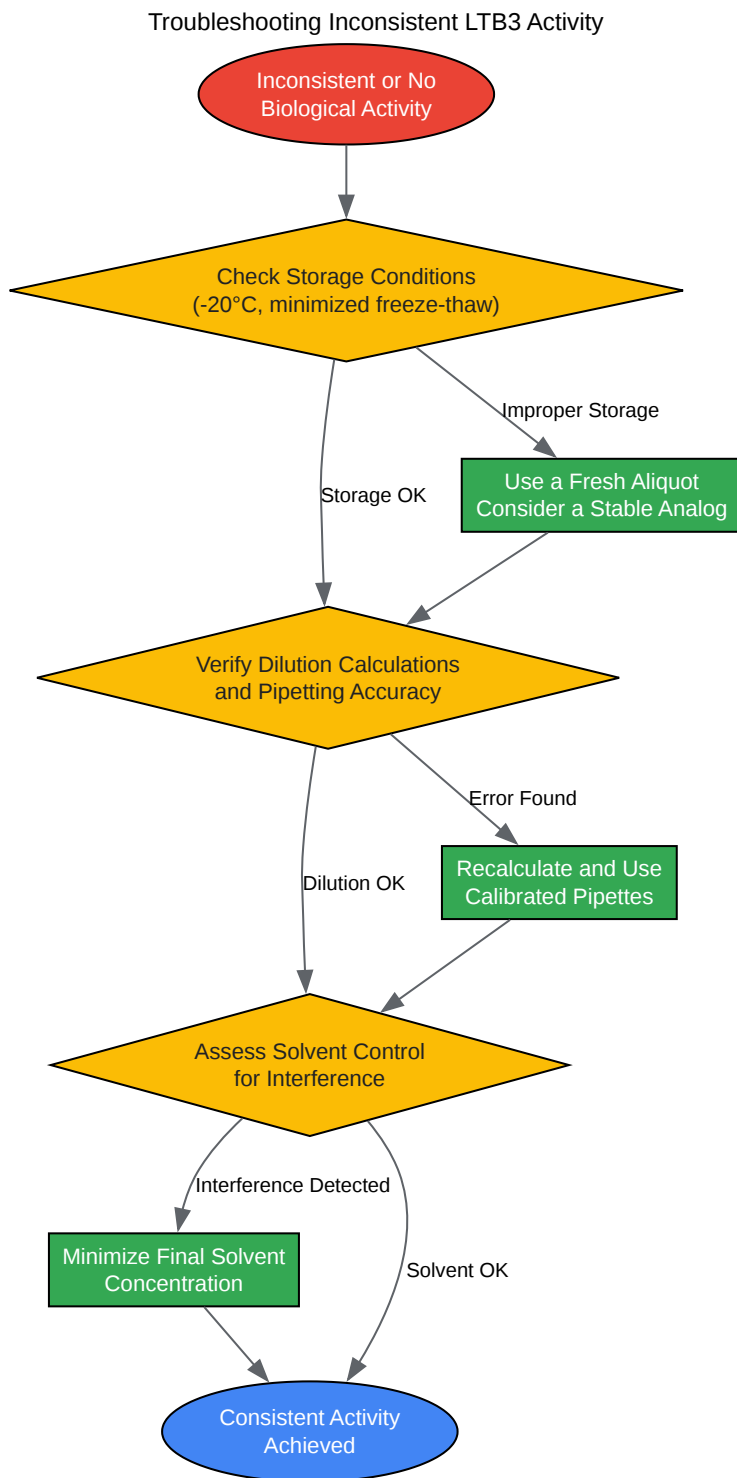 Troubleshooting Inconsistent LTB3 Activity
Inconsistent or No
Biological Activity
Check Storage Conditions
(-20°C, minimized freeze-thaw)
Improper Storage
Storage OK
Use a Fresh Aliquot
Consider a Stable Analog
Verify Dilution Calculations
and Pipetting Accuracy
Error Found
Dilution OK
Recalculate and Use
Calibrated Pipettes
Assess Solvent Control
for Interference
Interference Detected
Solvent OK
Minimize Final Solvent
Concentration
Consistent Activity
Achieved